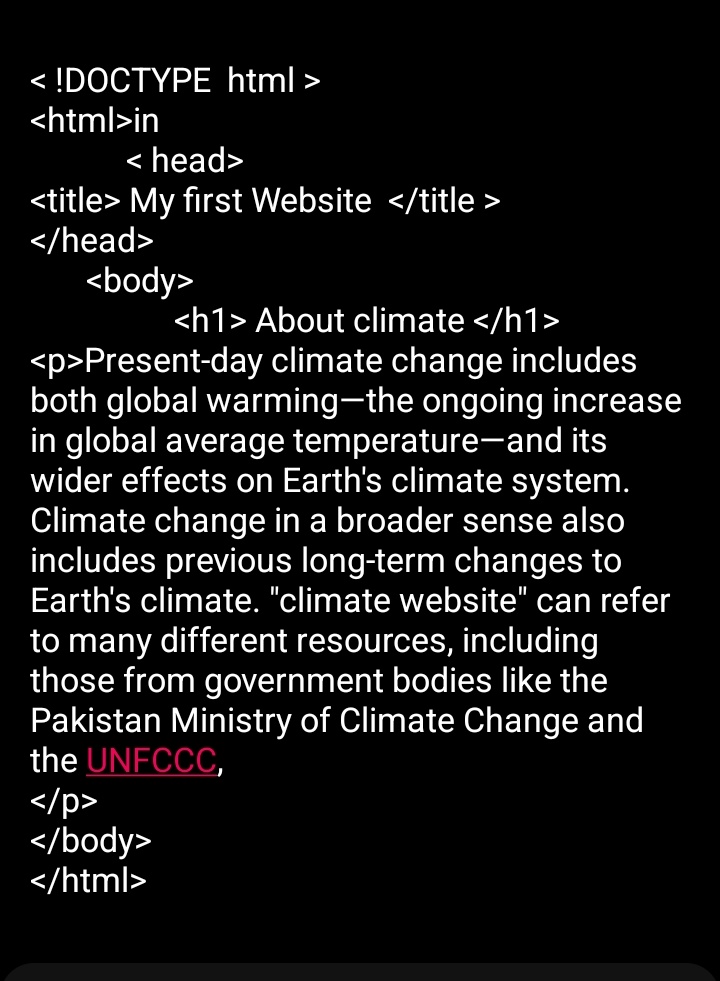 < !DOCTYPE  html >
<html>in
< head>
<title> My first Website  </title >
</head>
<body>
<h1> About climate </h1>
<p>Present-day climate change includes
both global warming—the ongoing increase
in global average temperature—and its
wider effects on Earth's climate system.
Climate change in a broader sense also
includes previous long-term changes to
Earth's climate. "climate website" can refer
to many different resources, including
those from government bodies like the
Pakistan Ministry of Climate Change and
the UNFCCC,
</p>
</body>
</html>